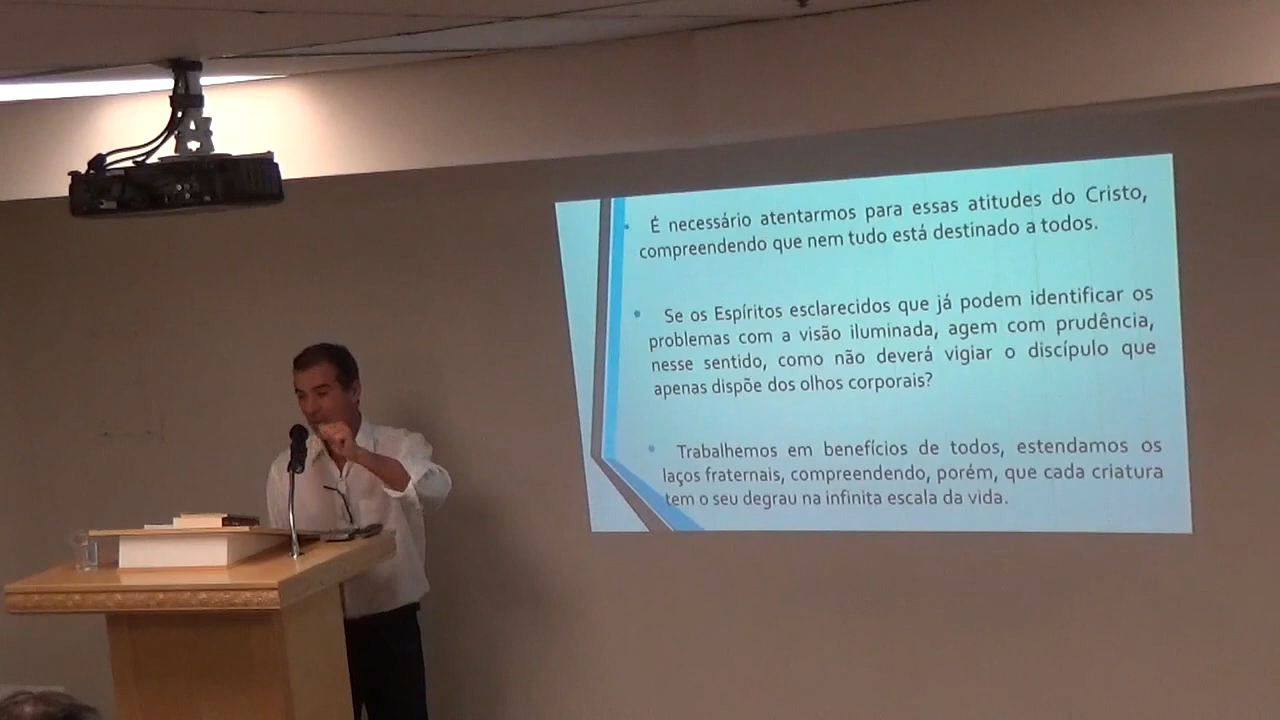 • É necessário atentarmos para essas atitudes do Cristo,
compreendendo que nem tudo está destinado a todos.
• Se os Espíritos esclarecidos que já podem identificar os
problemas com a visão iluminada, agem com prudência,
nesse sentido, como não deverá vigiar o discípulo que
apenas dispõe dos olhos corporais?
• Trabalhemos em benefícios de todos, estendamos os
laços fraternais, compreendendo, porém, que cada criatura
tem o seu degrau na infinita escala da vida.